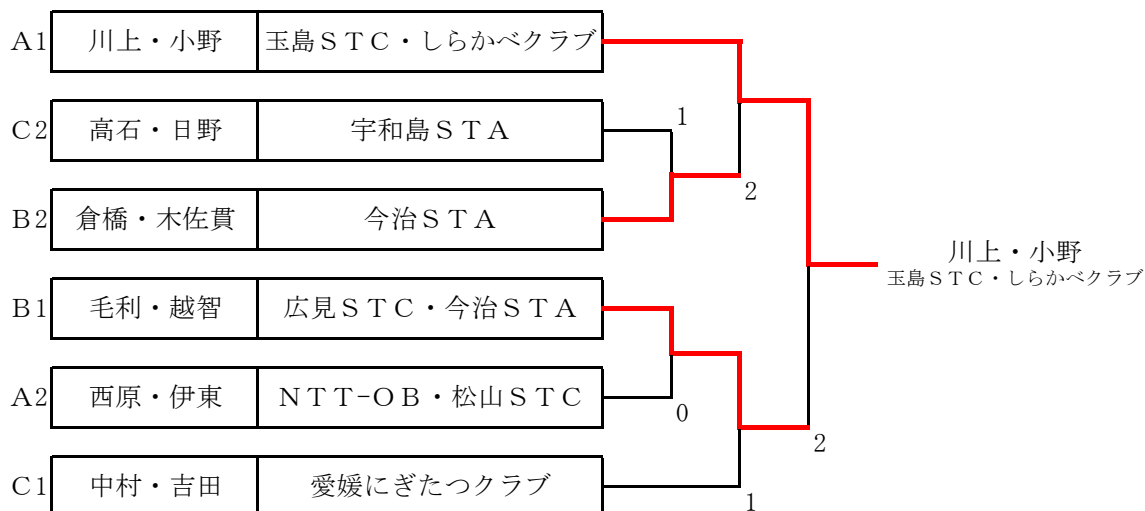 A1 川上・小野 玉島ＳＴＣ・しらかべクラブ
C2 高石・日野 宇和島ＳＴＡ 1
2
B2 倉橋・木佐貫 今治ＳＴＡ
川上・小野
玉島ＳＴＣ・しらかべクラブ
B1 毛利・越智 広見ＳＴＣ・今治ＳＴＡ
A2 西原・伊東 ＮＴＴ−ＯＢ・松山ＳＴＣ 0
2
C1 中村・吉田 愛媛にぎたつクラブ 1